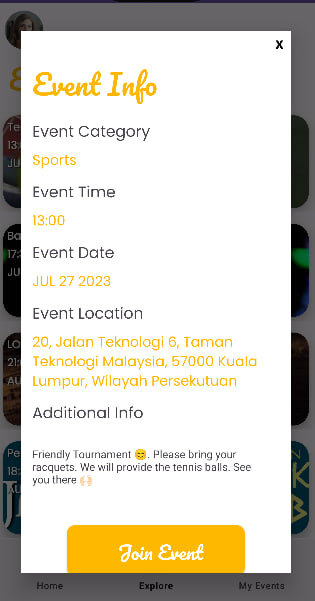 X
Event Info
Event Category
Sports
Event Time
13:00
Event Date
JUL 27 2023
Event Location
20, Jalan Teknologi 6, Taman
Teknologi Malaysia, 57000 Kuala
Lumpur, Wilayah Persekutuan
Additional Info
Friendly Tournament 😊. Please bring your
racquets. We will provide the tennis balls. See
you there 🙌🏻
Join Event
Home Explore My Events